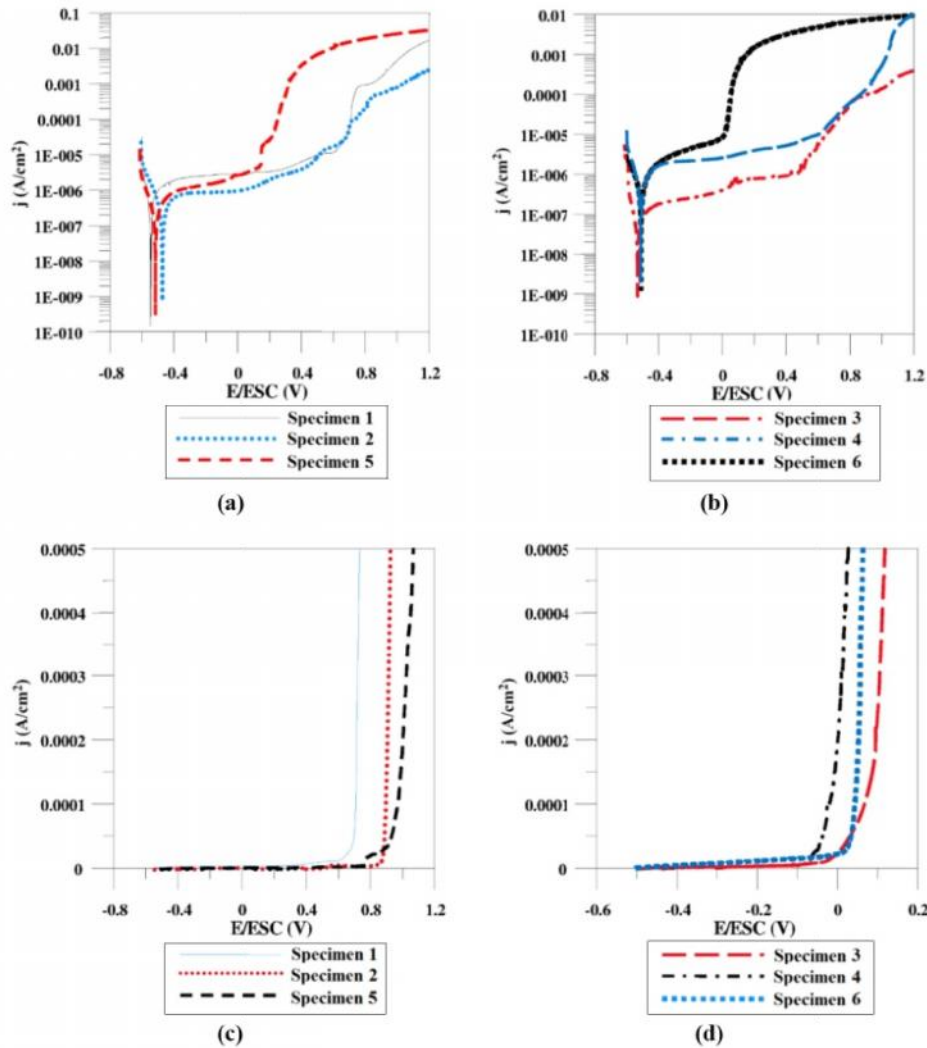 0.1
0.01
0.001
0.0001
1E-005
1E-006
1E-007
1E-008
1E-009
1E-010
j (A/cm²)
-0.8
-0.4
0
0.4
0.8
1.2
E/ESC (V)
Specimen 1
Specimen 2
Specimen 5
(a)
0.01
0.001
0.0001
1E-005
1E-006
1E-007
1E-008
1E-009
1E-010
j (A/cm²)
-0.8
-0.4
0
0.4
0.8
1.2
E/ESC (V)
Specimen 3
Specimen 4
Specimen 6
(b)
0.0005
0.0004
0.0003
0.0002
0.0001
0
j (A/cm²)
-0.8
-0.4
0
0.4
0.8
1.2
E/ESC (V)
Specimen 1
Specimen 2
Specimen 5
(c)
0.0005
0.0004
0.0003
0.0002
0.0001
0
j (A/cm²)
-0.6
-0.4
-0.2
0
0.2
E/ESC (V)
Specimen 3
Specimen 4
Specimen 6
(d)